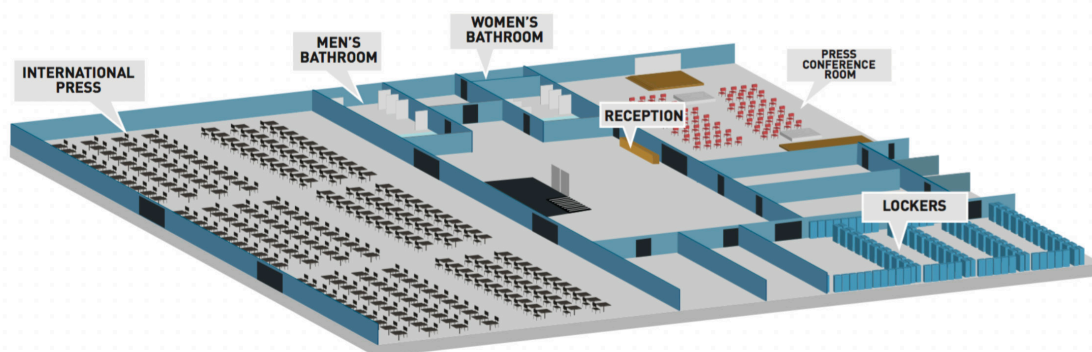 INTERNATIONAL
PRESS
MEN'S
BATHROOM
WOMEN'S
BATHROOM
RECEPTION
PRESS
CONFERENCE
ROOM
LOCKERS